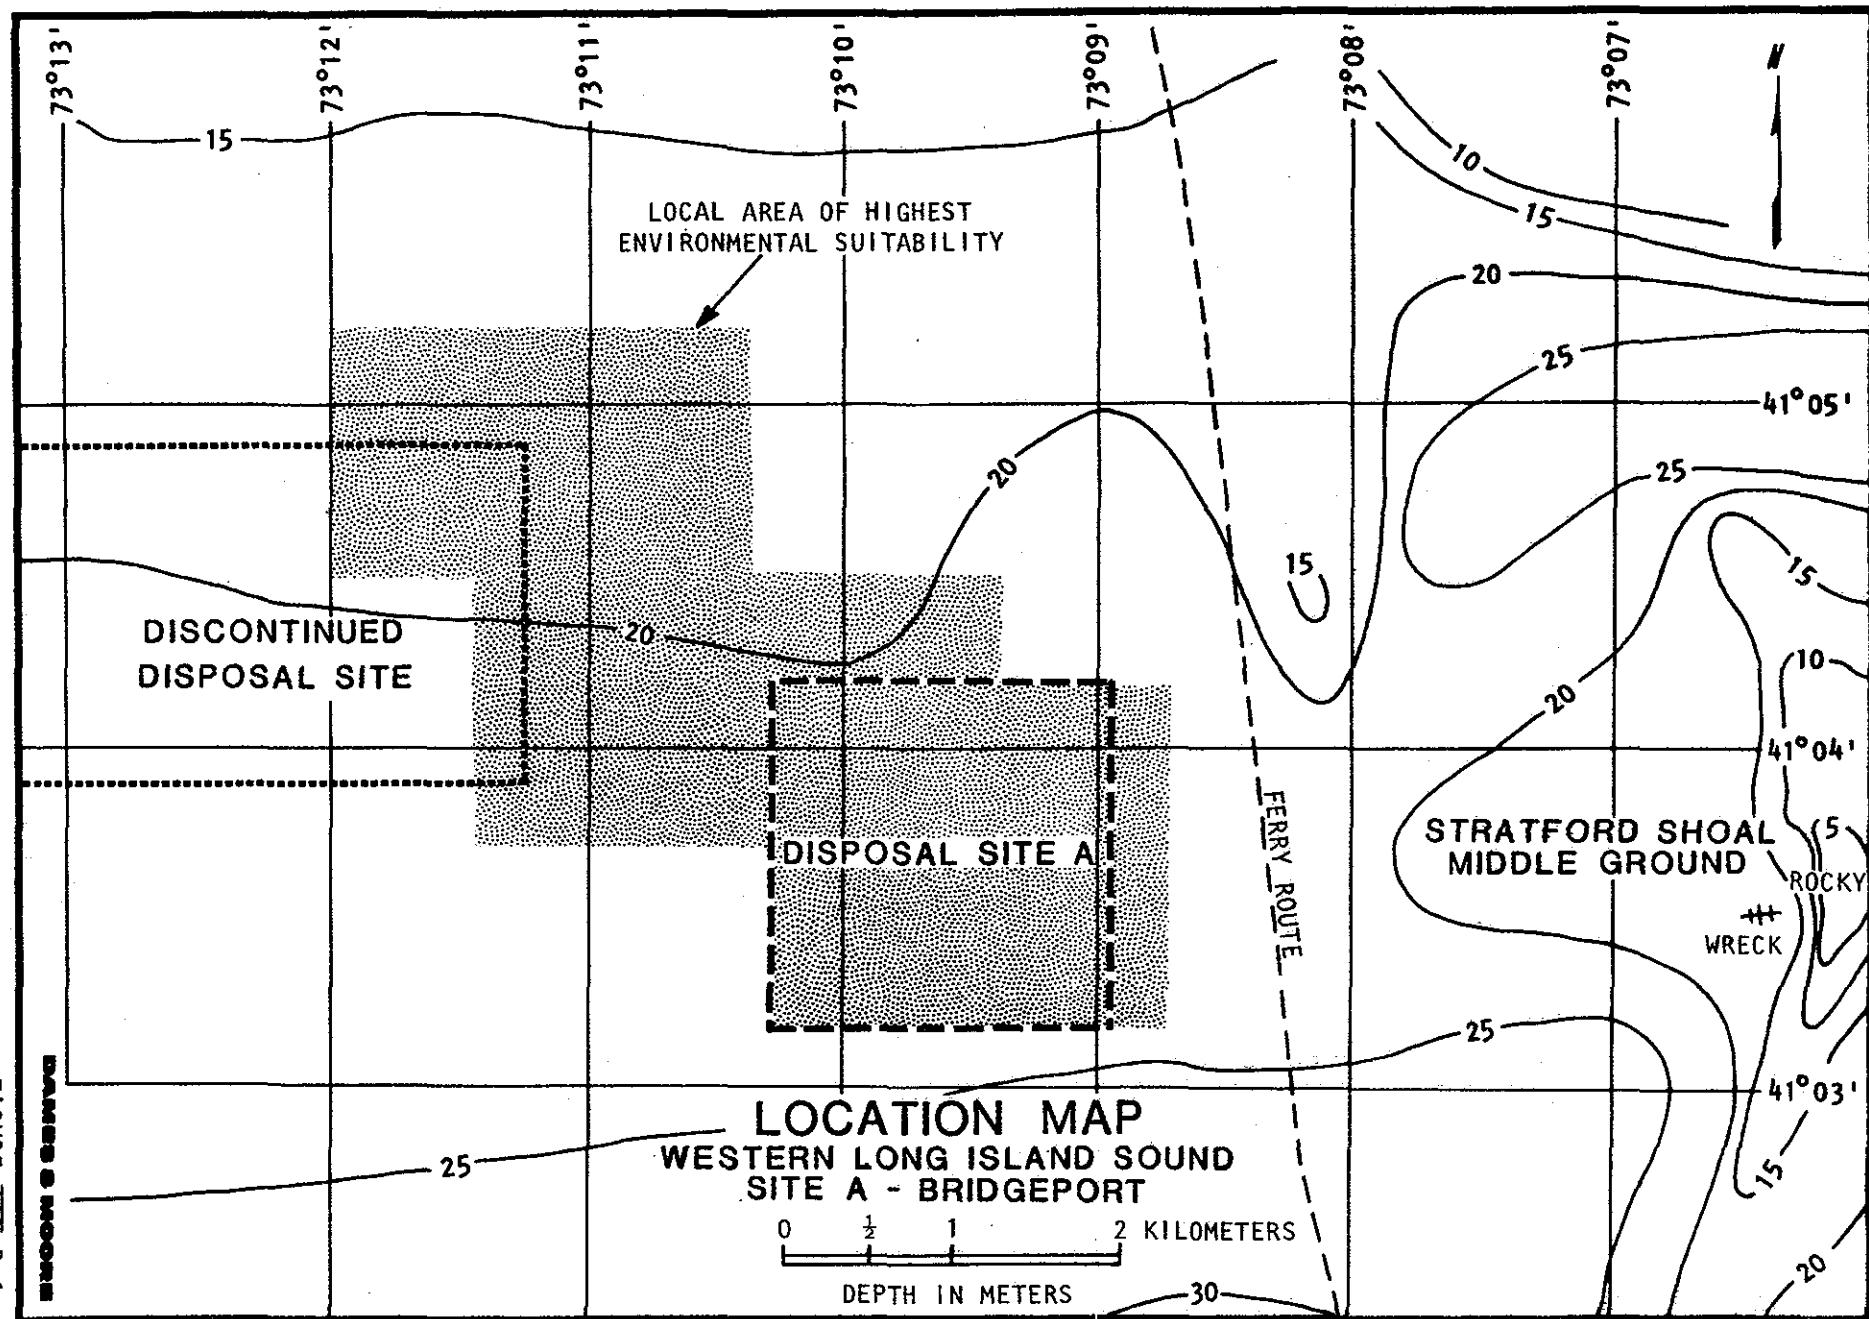 73°13'
73°12'
73°11'
73°10'
73°09'
73°08'
73°07'
N
15
10
15
LOCAL AREA OF HIGHEST
ENVIRONMENTAL SUITABILITY
20
25
41°05'
20
25
15
15
DISCONTINUED
DISPOSAL SITE
20
10
20
41°04'
DISPOSAL SITE A
FERRY ROUTE
STRATFORD SHOAL
MIDDLE GROUND
5
ROCKY
WRECK
25
41°03'
LOCATION MAP
WESTERN LONG ISLAND SOUND
SITE A - BRIDGEPORT
25
15
0 ½ 1 2 KILOMETERS
DEPTH IN METERS
30
20
DAMES & MOORE